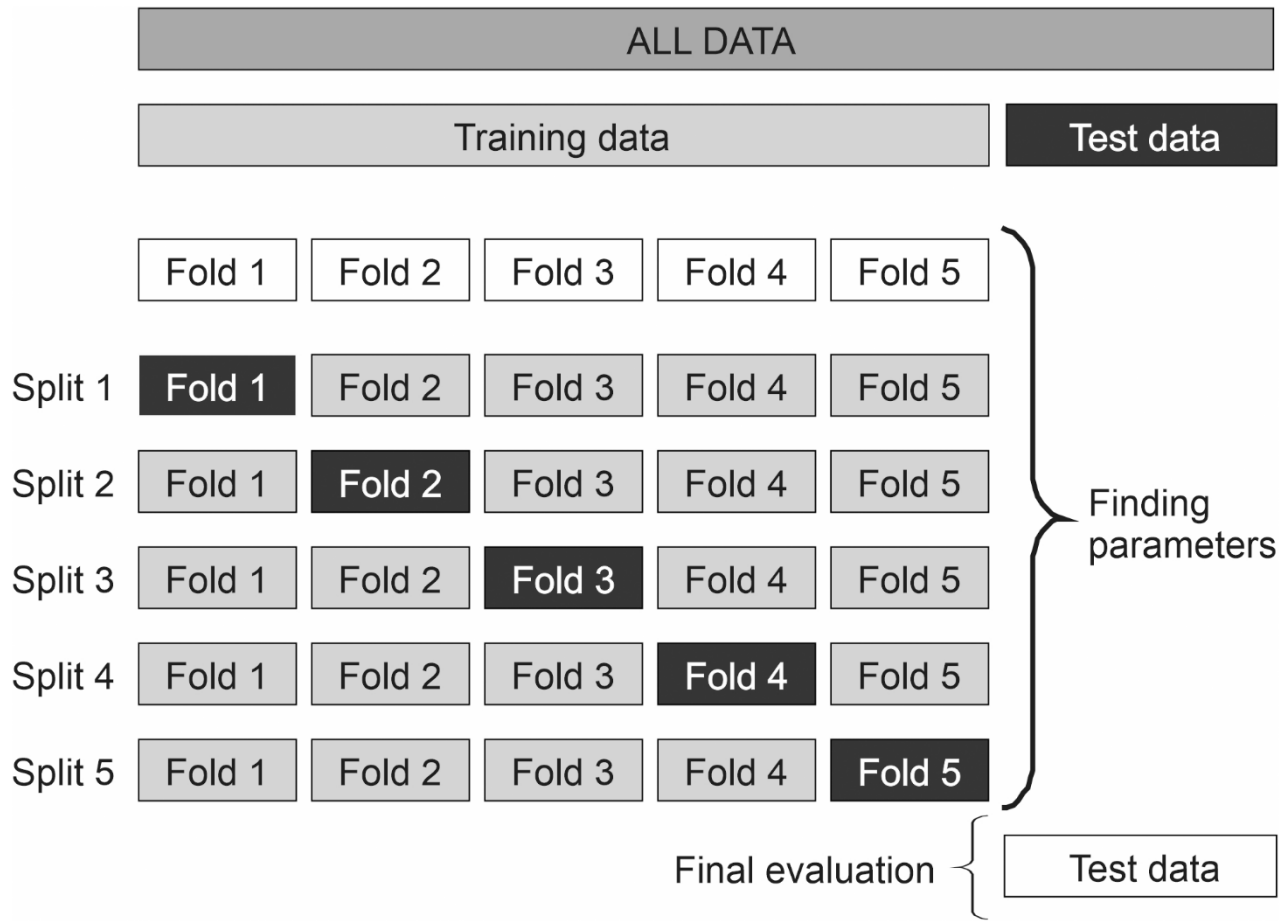 ALL DATA
Training data Test data
Fold 1 Fold 2 Fold 3 Fold 4 Fold 5
Split 1 Fold 1 Fold 2 Fold 3 Fold 4 Fold 5
Split 2 Fold 1 Fold 2 Fold 3 Fold 4 Fold 5
Split 3 Fold 1 Fold 2 Fold 3 Fold 4 Fold 5
Split 4 Fold 1 Fold 2 Fold 3 Fold 4 Fold 5
Split 5 Fold 1 Fold 2 Fold 3 Fold 4 Fold 5
Finding
parameters
Final evaluation Test data